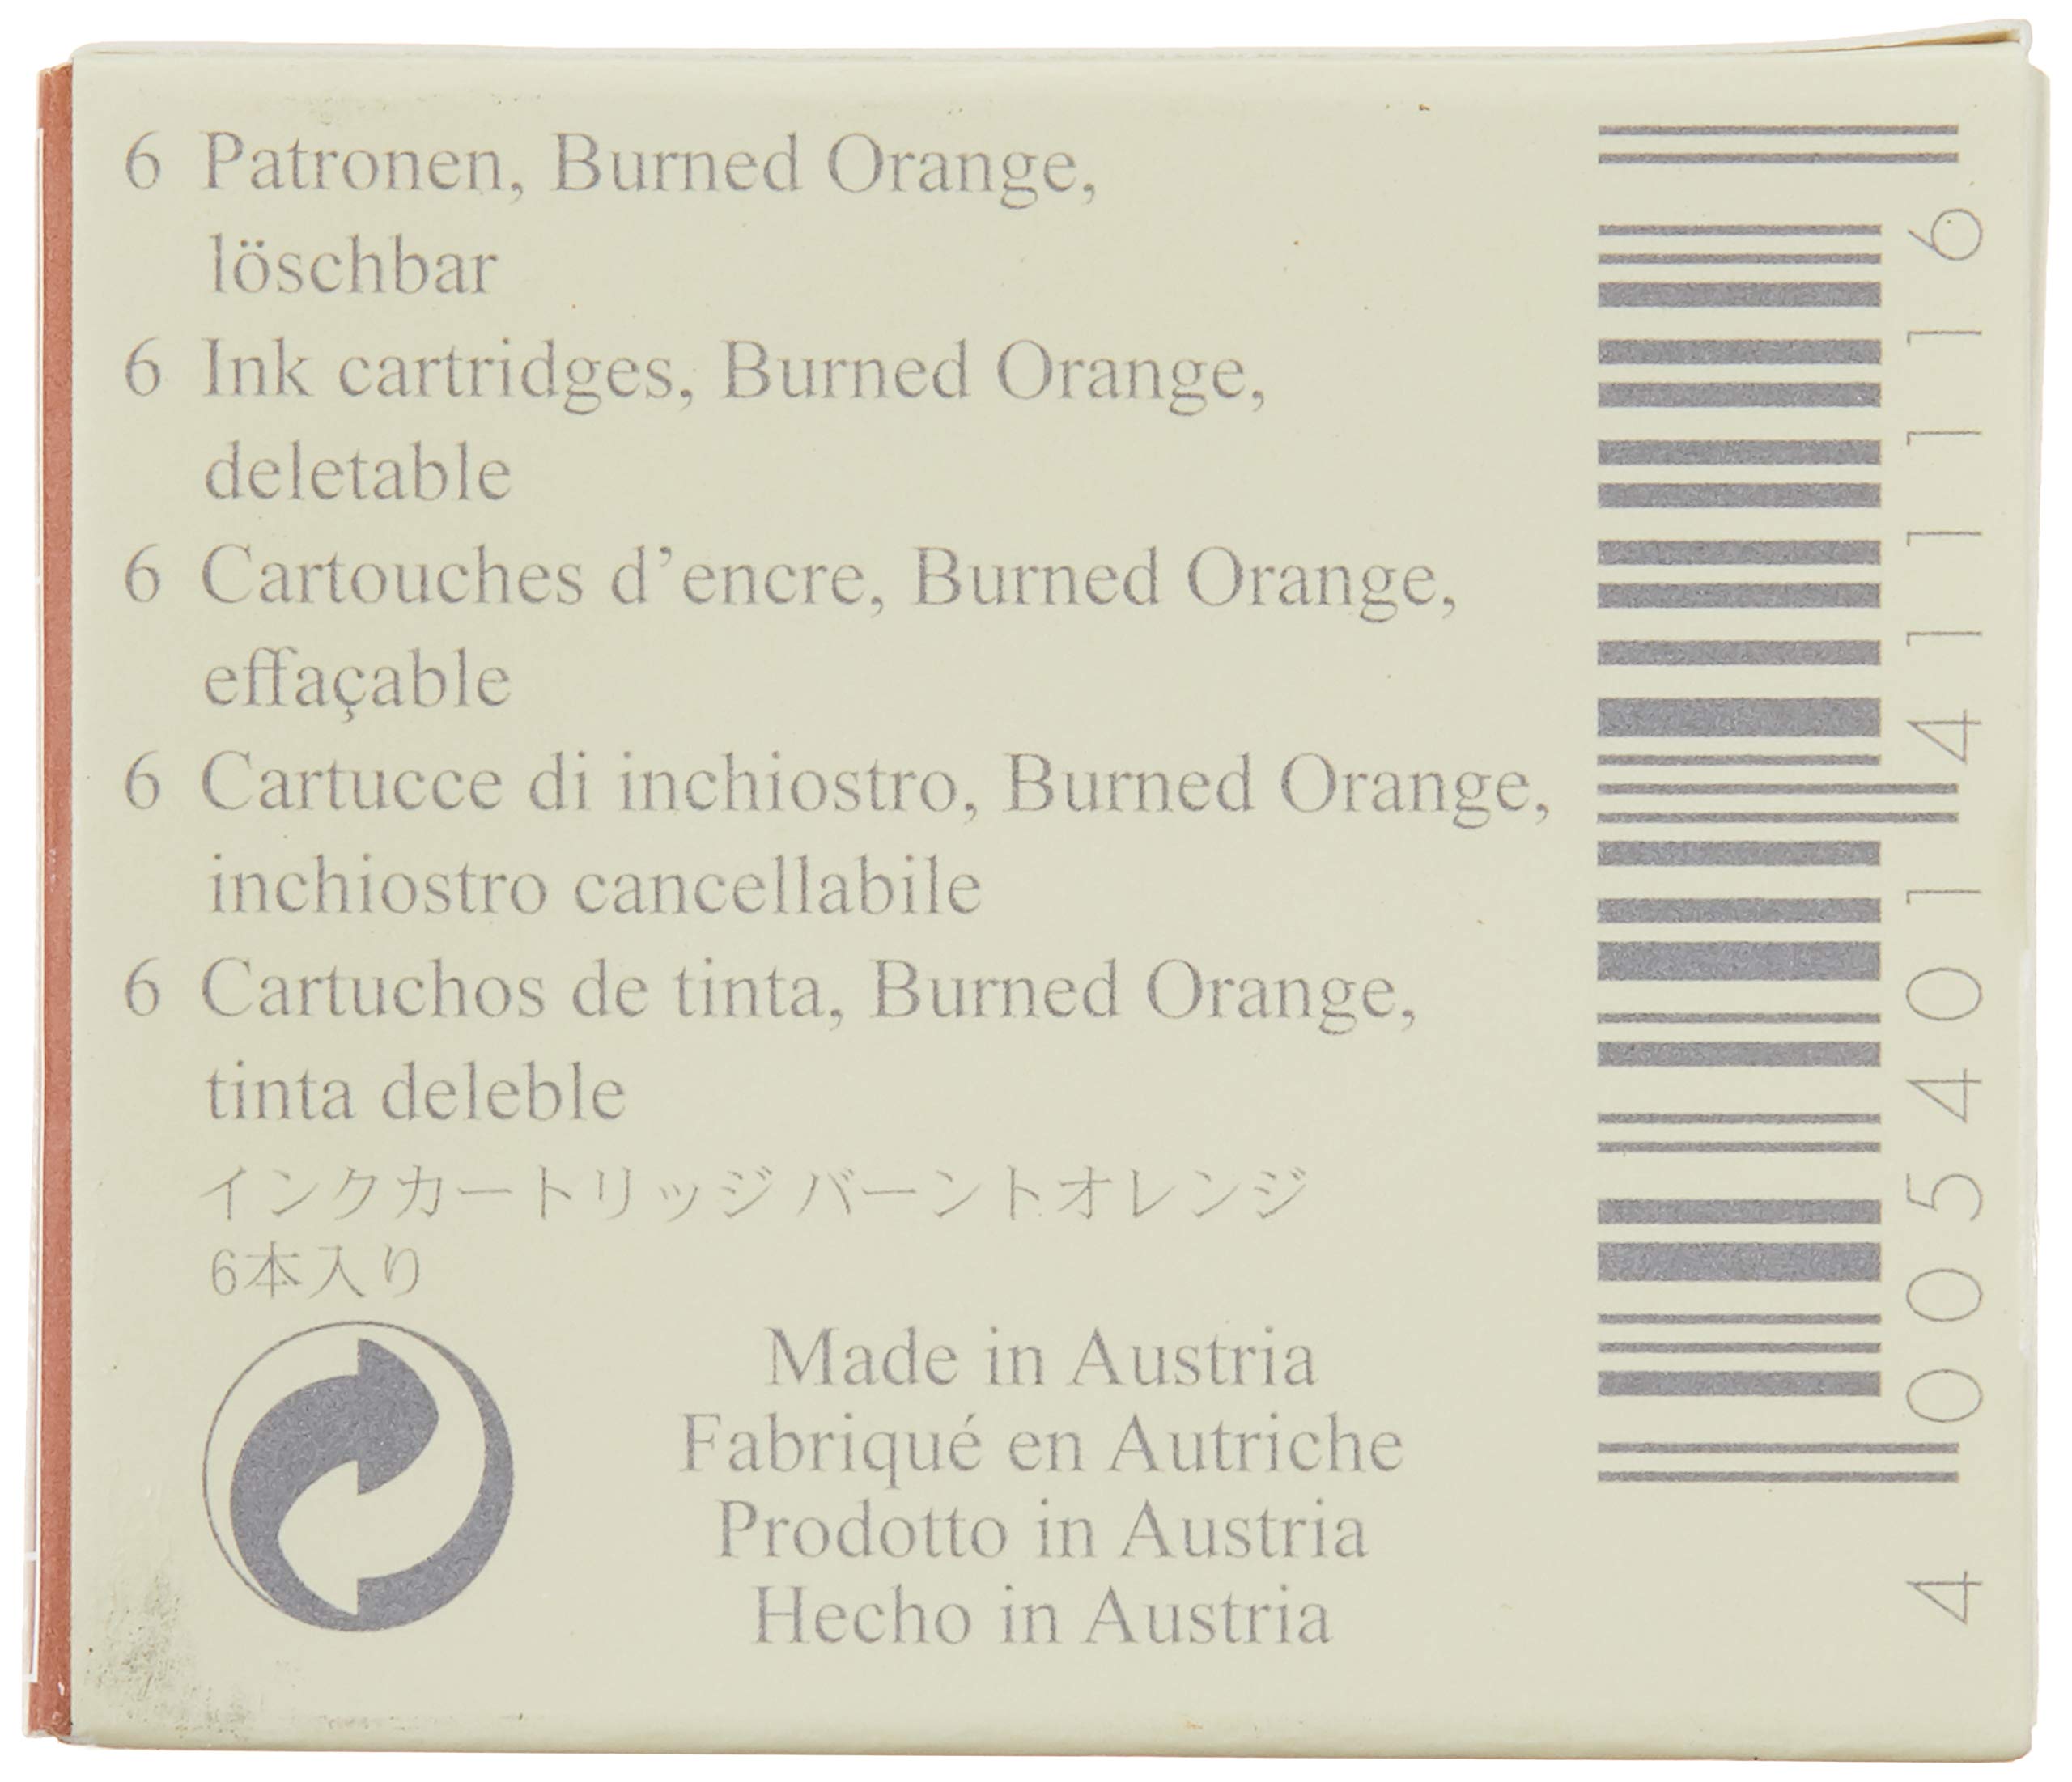 6 Patronen, Burned Orange,
löschbar
6 Ink cartridges, Burned Orange,
deletable
6 Cartouches d’encre, Burned Orange,
effaçable
6 Cartucce di inchiostro, Burned Orange,
inchiostro cancellabile
6 Cartuchos de tinta, Burned Orange,
tinta deleble
インクカートリッジ バーントオレンジ
6本入り
Made in Austria
Fabriqué en Autriche
Prodotto in Austria
Hecho in Austria
4 005401 411116